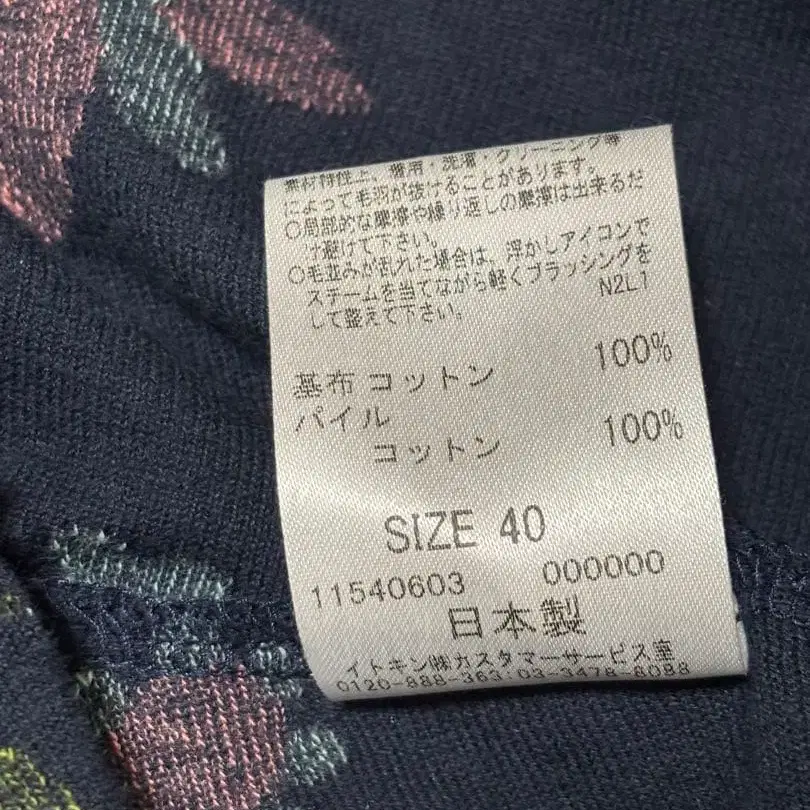 素材特性上、着用・洗濯・クリーニング等
によって毛羽が抜けることがあります。
○局部的な摩擦や繰り返しの摩擦は出来るだ
け避けて下さい。
○毛並みが乱れた場合は、浮かしアイロンで
スチームを当てながら軽くブラッシングを
して整えて下さい。 N2L1
基布 コットン 100%
パイル
コットン 100%
SIZE 40
11540603 000000
日本製
イトキン㈱カスタマーサービス室
0120-888-363:03-3478-8088